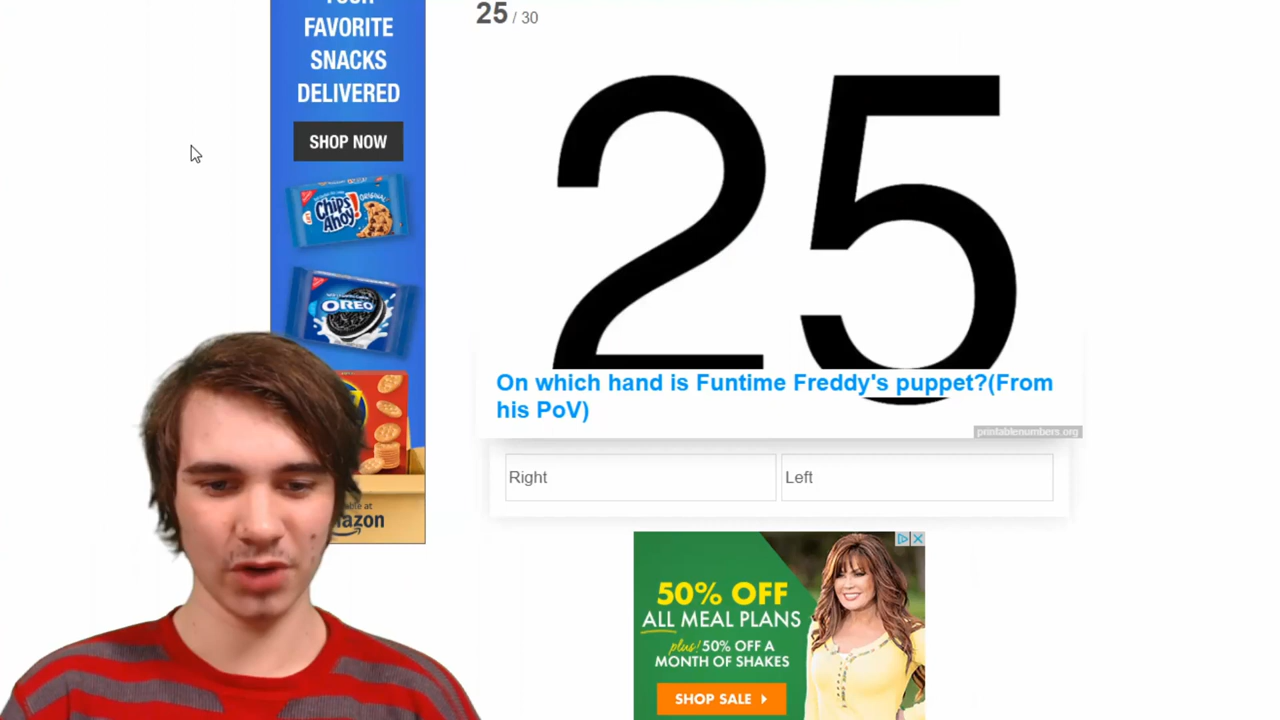 25 / 30
FAVORITE
SNACKS
DELIVERED
SHOP NOW
Chips
Ahoy!
ORIGINAL
OREO
25
On which hand is Funtime Freddy's puppet?(From
his PoV)
printablenumbers.org
Right
Left
50% OFF
ALL MEAL PLANS
plus! 50% OFF A
MONTH OF SHAKES
SHOP SALE